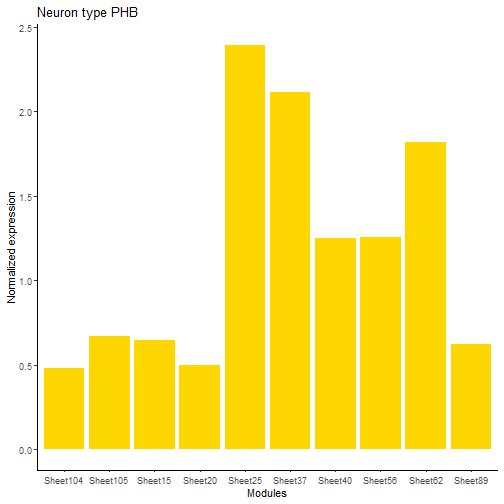 Neuron type PHB
Normalized expression
2.5
2.0
1.5
1.0
0.5
0.0
Sheet104 Sheet105 Sheet15 Sheet20 Sheet25 Sheet37 Sheet40 Sheet56 Sheet62 Sheet89
Modules